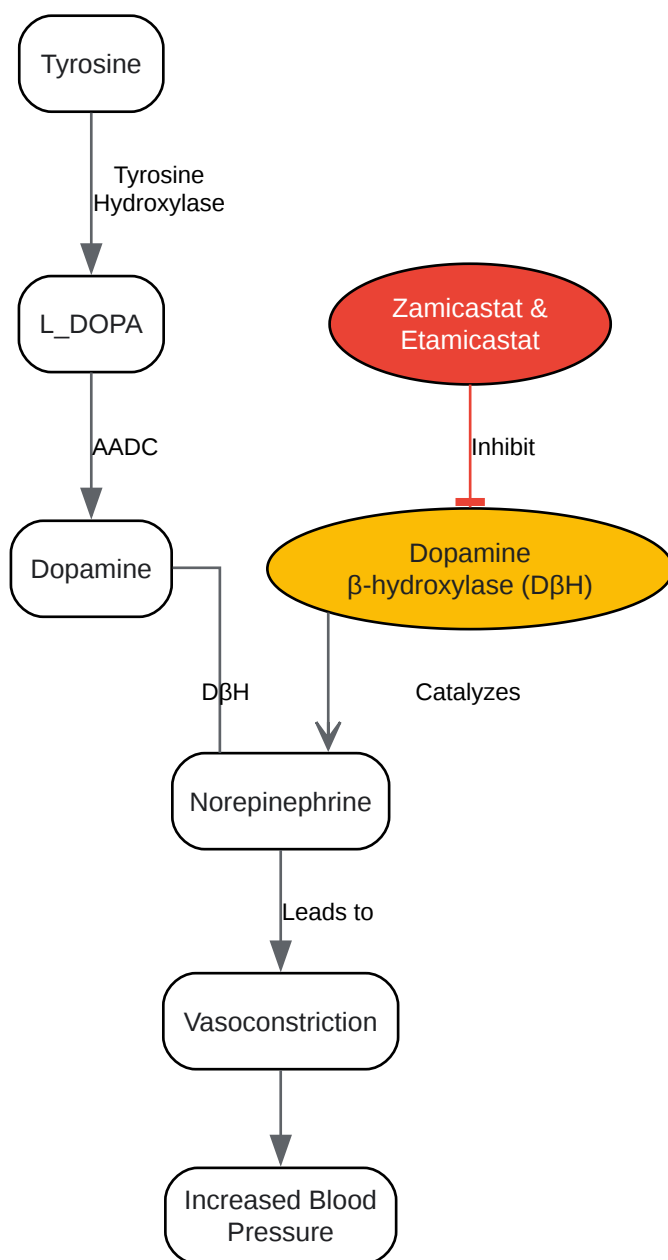 Tyrosine
Tyrosine
Hydroxylase
L_DOPA
Zamicastat &
Etamicastat
AADC
Inhibit
Dopamine
Dopamine
β-hydroxylase (DβH)
DβH
Catalyzes
Norepinephrine
Leads to
Vasoconstriction
Increased Blood
Pressure